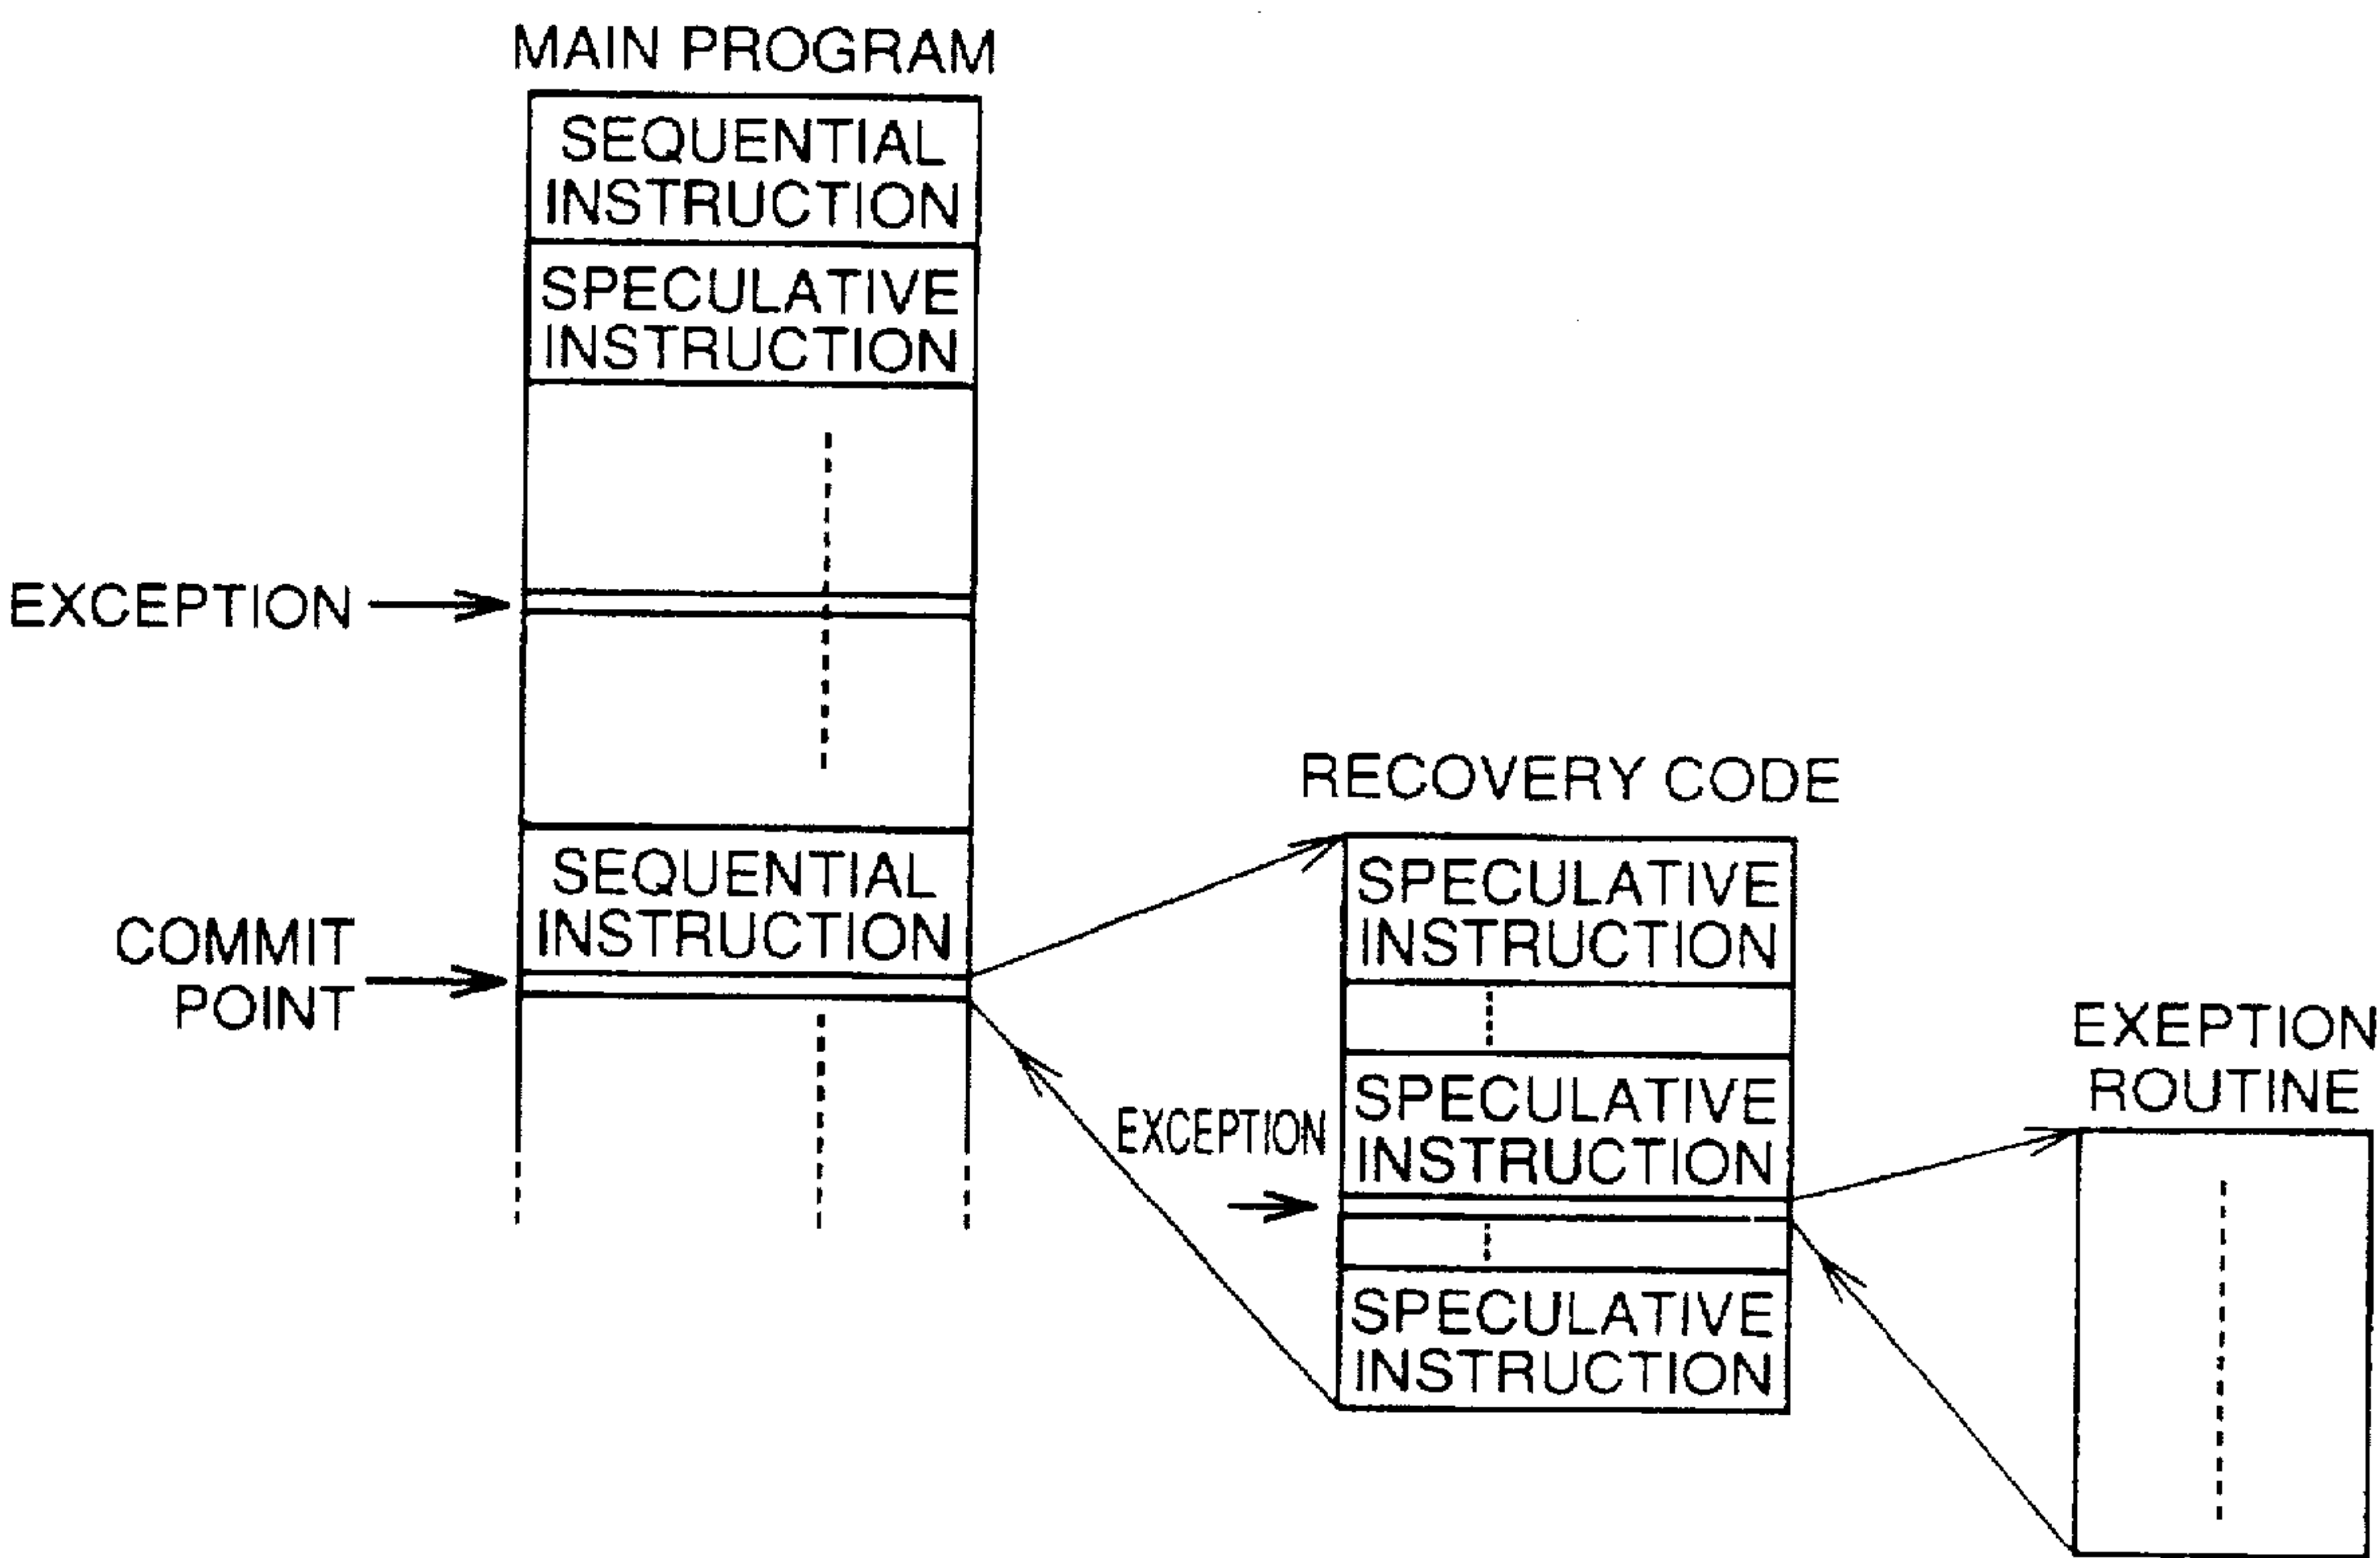 MAIN PROGRAM
SEQUENTIAL
INSTRUCTION
SPECULATIVE
INSTRUCTION
EXCEPTION
SEQUENTIAL
INSTRUCTION
COMMIT
POINT
RECOVERY CODE
SPECULATIVE
INSTRUCTION
SPECULATIVE
INSTRUCTION
EXCEPTION
SPECULATIVE
INSTRUCTION
EXEPTION
ROUTINE